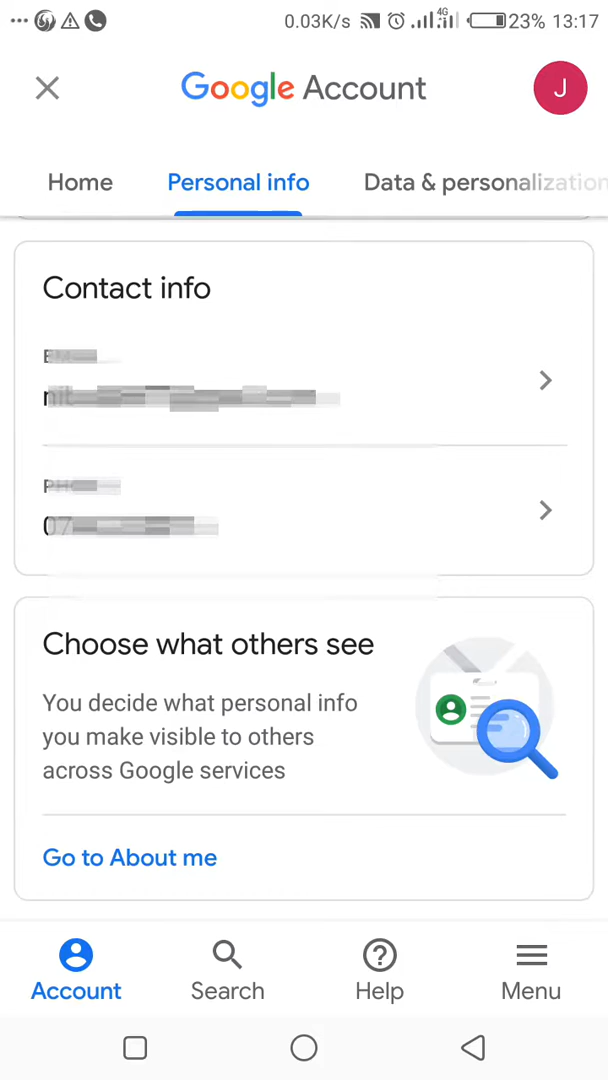 0.03K/s 4G 23% 13:17
Google Account J
Home Personal info Data & personalization
Contact info
Choose what others see
You decide what personal info
you make visible to others
across Google services
Go to About me
Account Search Help Menu